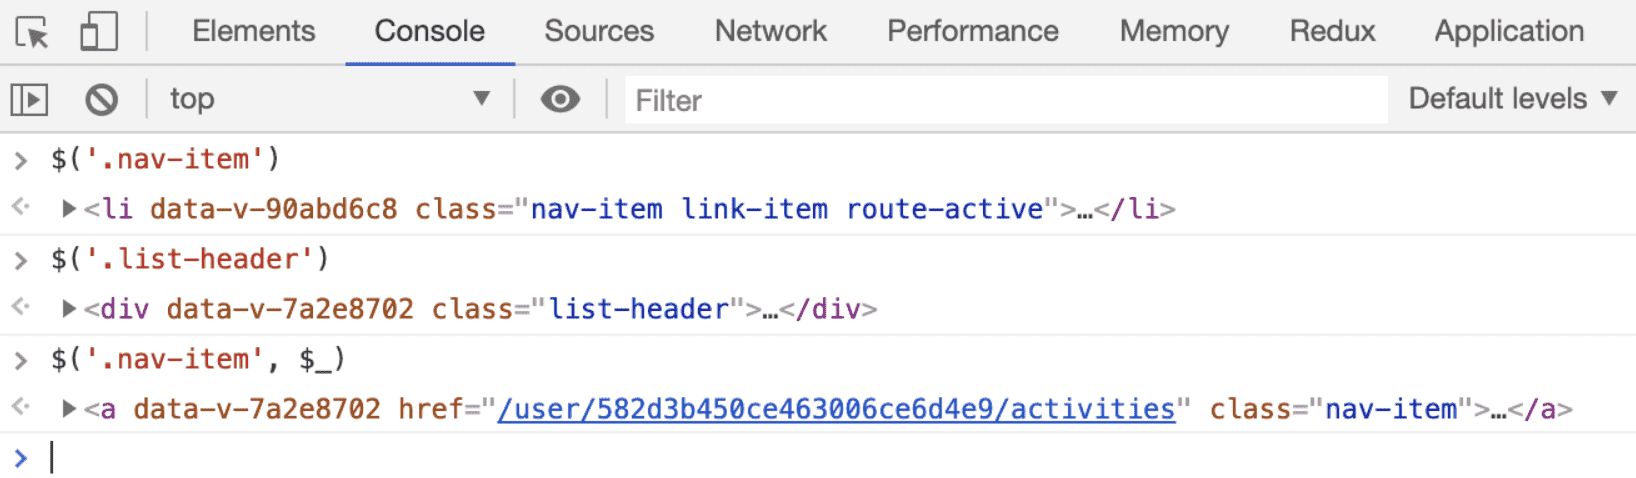 Elements Console Sources Network Performance Memory Redux Application
top Filter Default levels
> $('.nav-item')
<li data-v-90abd6c8 class="nav-item link-item route-active">…</li>
> $('.list-header')
<div data-v-7a2e8702 class="list-header">…</div>
> $('.nav-item', $_)
<a data-v-7a2e8702 href="/user/582d3b450ce463006ce6d4e9/activities" class="nav-item">…</a>
>